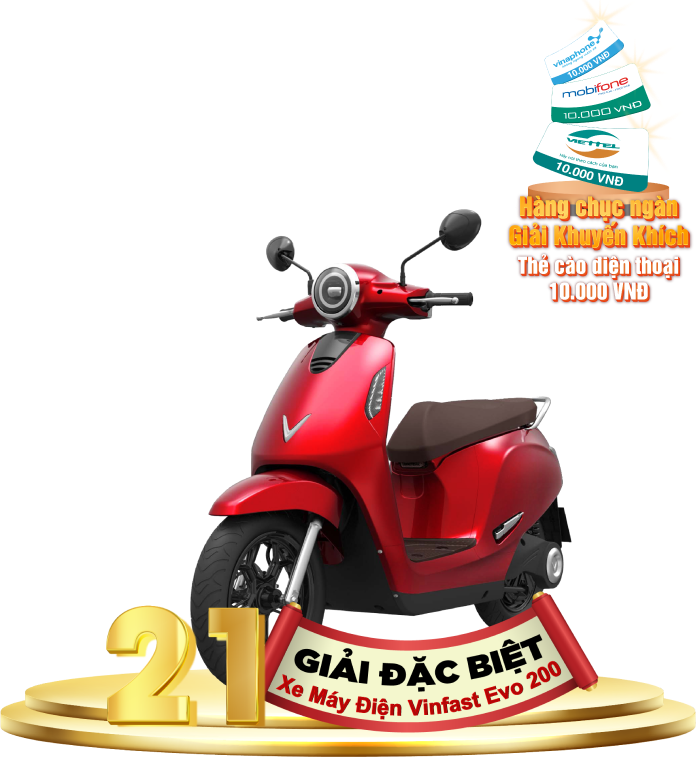 vinaphone
10.000 VNĐ
mobifone
10.000 VNĐ
VIETTEL
Hãy nói theo cách của bạn
10.000 VNĐ
Hàng chục ngàn
Giải Khuyến Khích
Thẻ cào điện thoại
10.000 VNĐ
21
GIẢI ĐẶC BIỆT
Xe Máy Điện Vinfast Evo 200